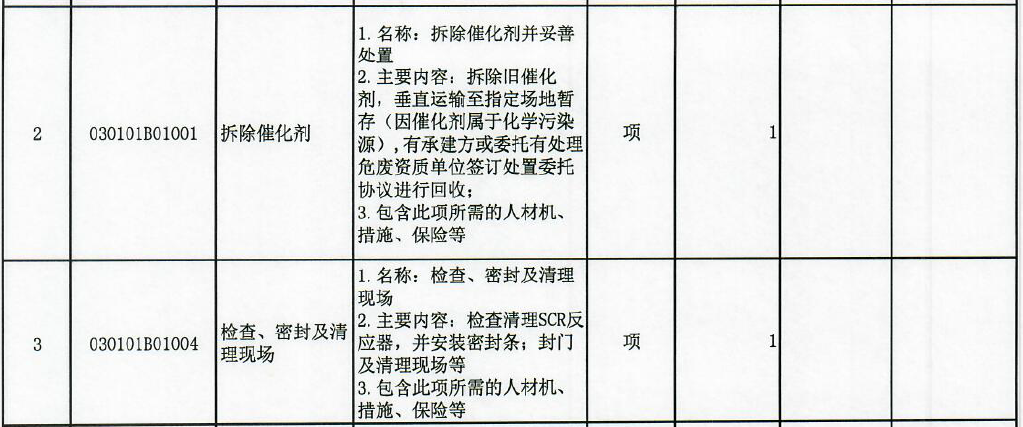 1. 名称：拆除催化剂并妥善
处置
2. 主要内容：拆除旧催化
剂，垂直运输至指定场地暂
存（因催化剂属于化学污染
2 030101B01001 拆除催化剂 源），有承建方或委托有处理 项 1
危废资质单位签订处置委托
协议进行回收；
3. 包含此项所需的人材机、
措施、保险等
1. 名称：检查、密封及清理
现场
2. 主要内容：检查清理SCR反
3 030101B01004 检查、密封及清 应器，并安装密封条；封门 项 1
理现场 及清理现场等
3. 包含此项所需的人材机、
措施、保险等